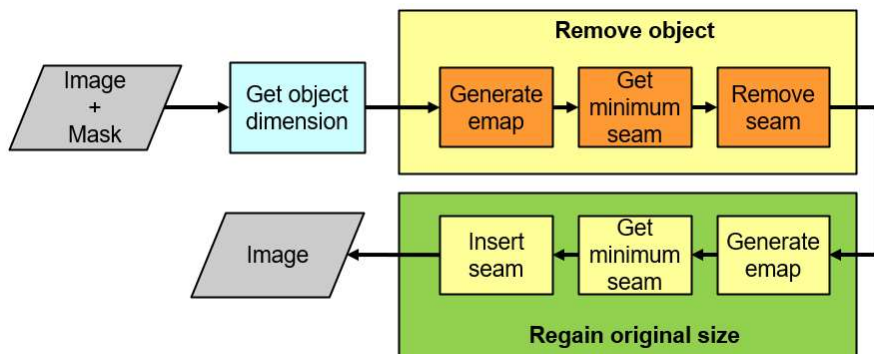 Remove object
Image
+
Mask
Get object
dimension
Generate
emap
Get
minimum
seam
Remove
seam
Image
Insert
seam
Get
minimum
seam
Generate
emap
Regain original size